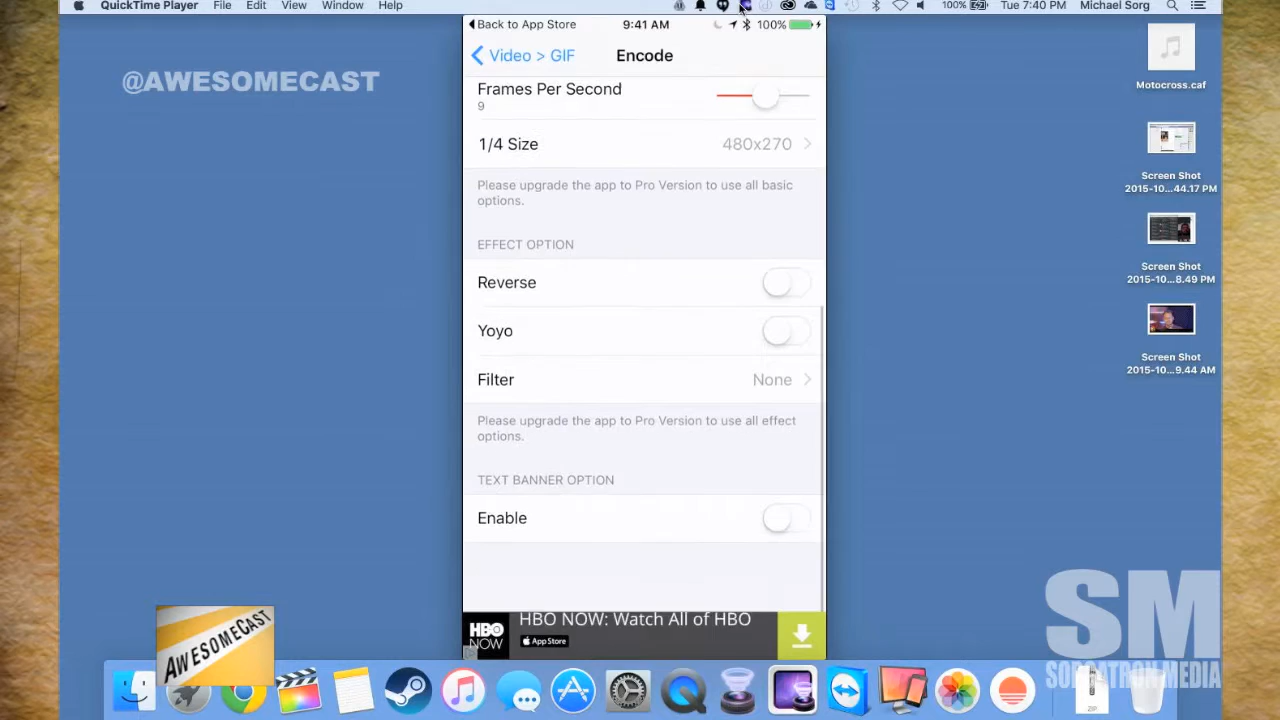 QuickTime Player File Edit View Window Help
100% Tue 7:40 PM Michael Sorg
Back to App Store 9:41 AM 100%
Video > GIF Encode
@AWESOMECAST
Frames Per Second
9
1/4 Size 480x270
Please upgrade the app to Pro Version to use all basic
options.
EFFECT OPTION
Reverse
Yoyo
Filter None
Please upgrade the app to Pro Version to use all effect
options.
TEXT BANNER OPTION
Enable
HBO NOW: Watch All of HBO
App Store
HBO
NOW
Motocross.caf
Screen Shot
2015-10...44.17 PM
Screen Shot
2015-10...8.49 PM
Screen Shot
2015-10...9.44 AM
AWESOMECAST
SM
SORGATRON MEDIA
ZIP